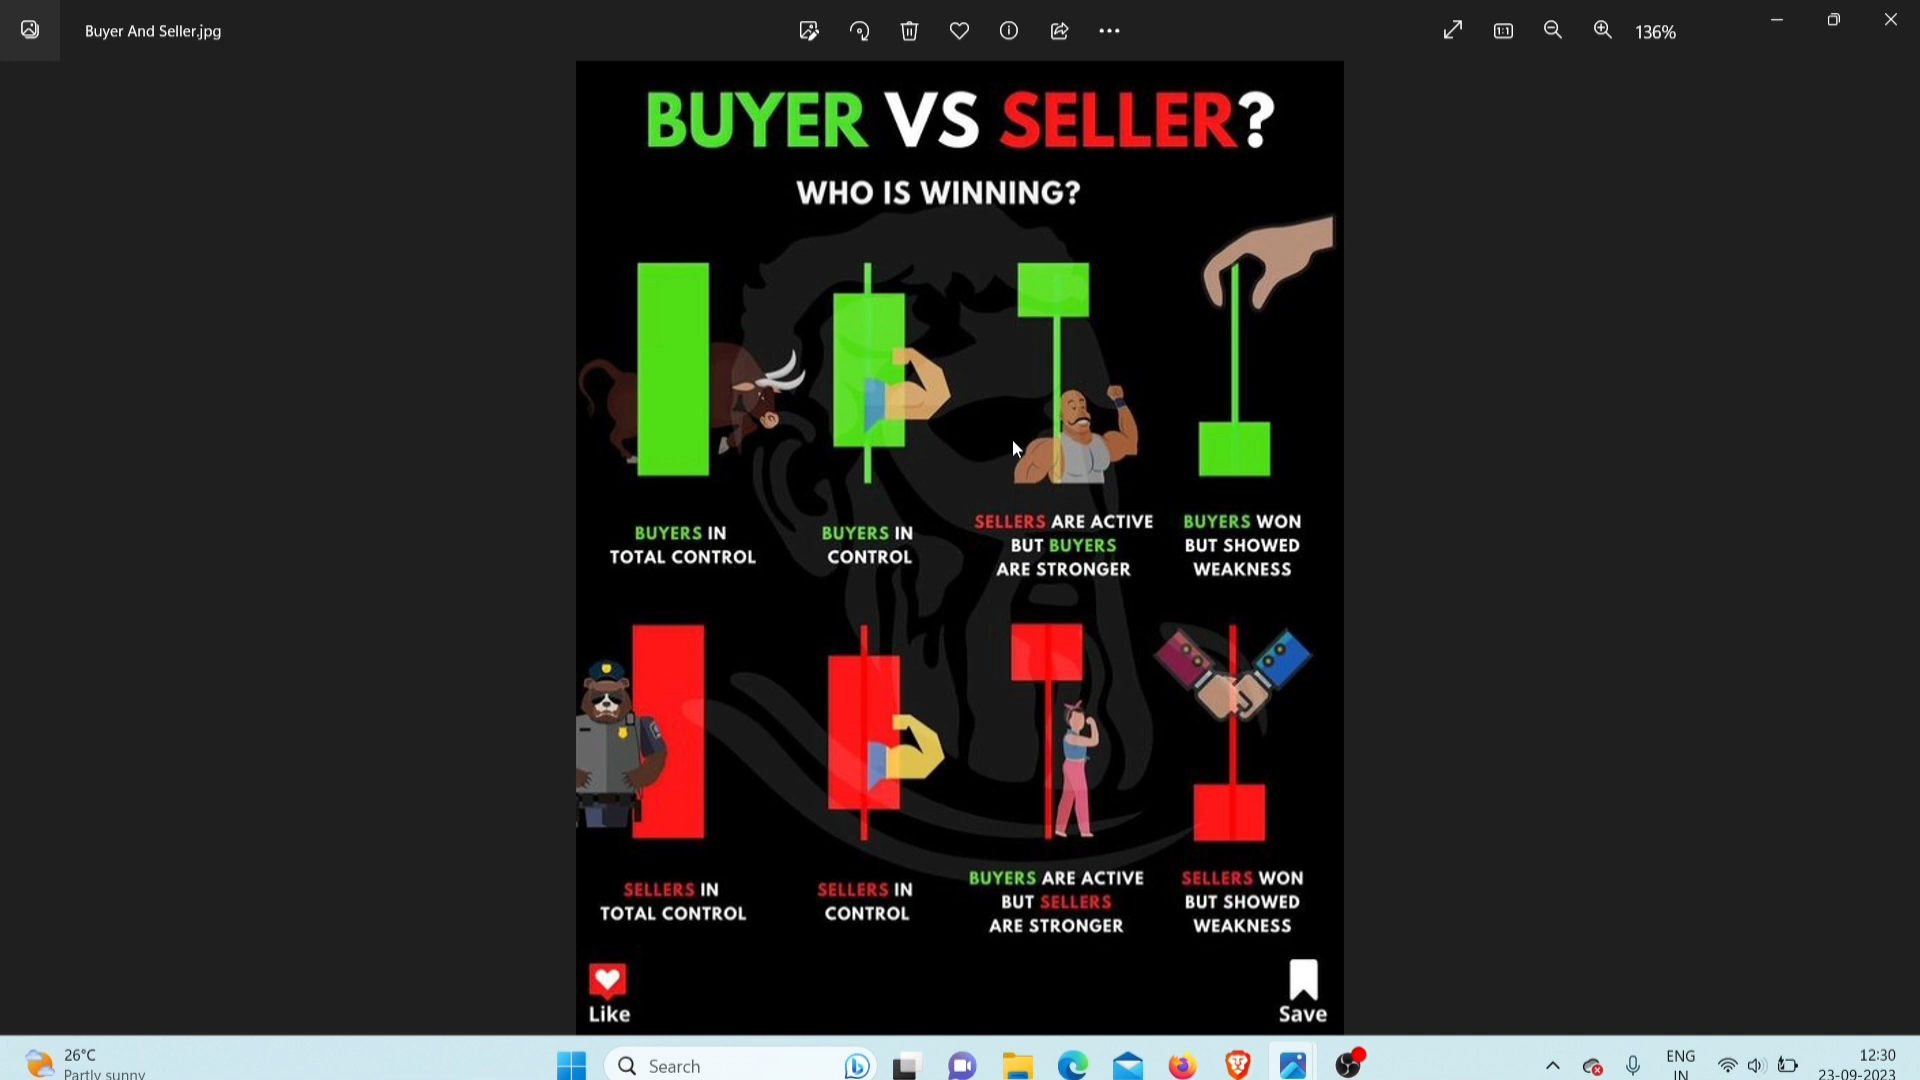 Buyer And Seller.jpg
136%
BUYER VS SELLER?
WHO IS WINNING?
BUYERS IN
TOTAL CONTROL
BUYERS IN
CONTROL
SELLERS ARE ACTIVE
BUT BUYERS
ARE STRONGER
BUYERS WON
BUT SHOWED
WEAKNESS
SELLERS IN
TOTAL CONTROL
SELLERS IN
CONTROL
BUYERS ARE ACTIVE
BUT SELLERS
ARE STRONGER
SELLERS WON
BUT SHOWED
WEAKNESS
Like
Save
26°C
Partly sunny
Search
ENG
IN
12:30
23-09-2023